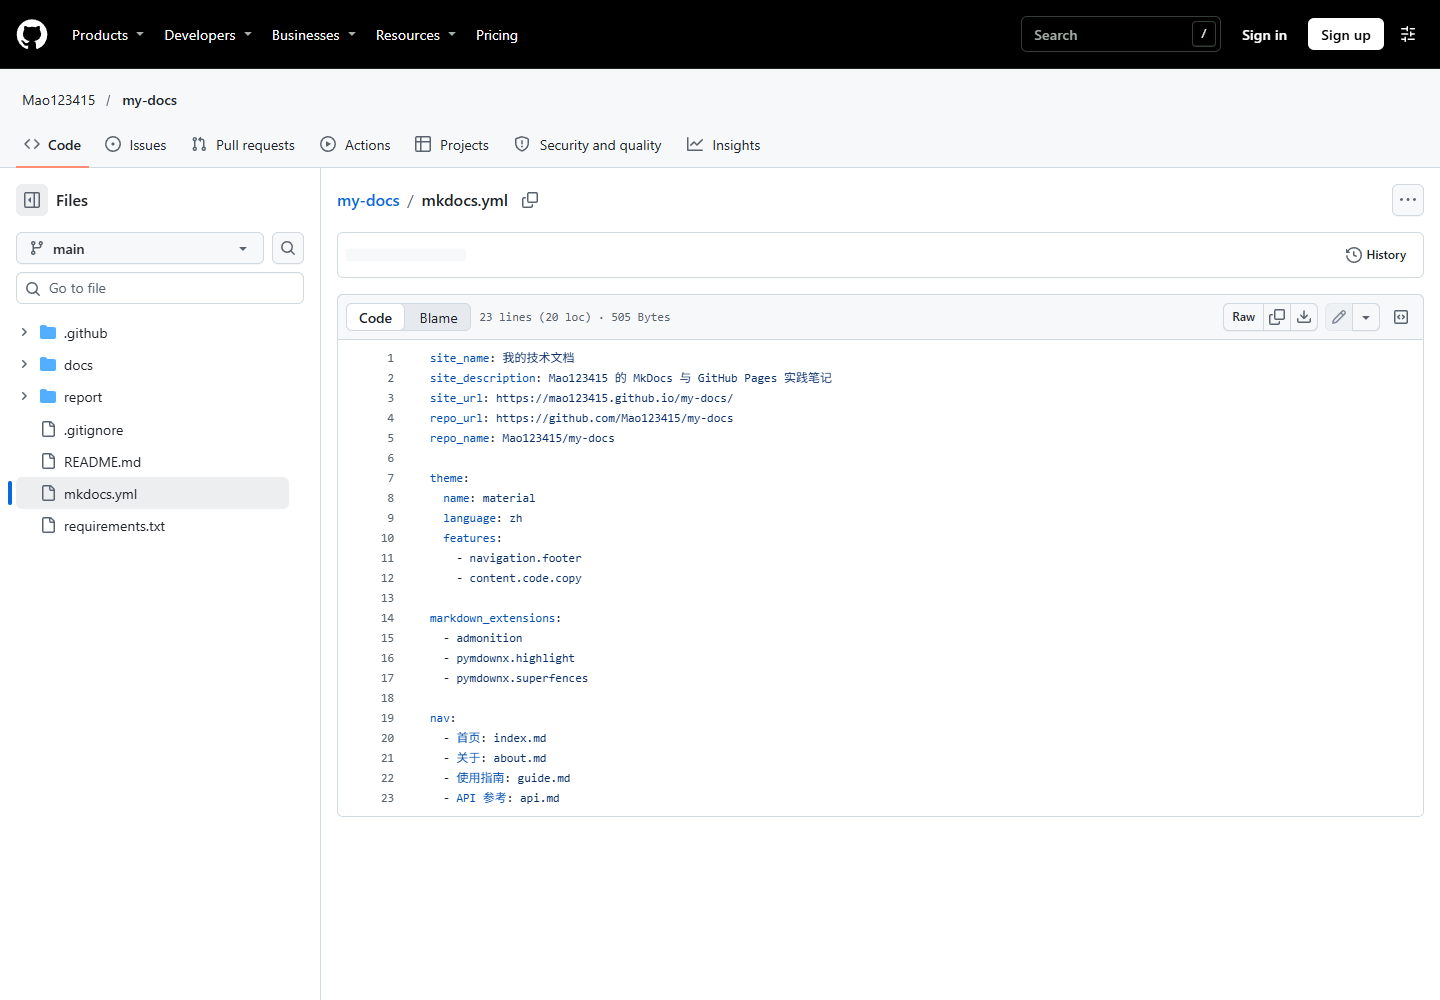 Products Developers Businesses Resources Pricing Search / Sign in Sign up
Mao123415 / my-docs
Code Issues Pull requests Actions Projects Security and quality Insights
Files
main
Go to file
.github
docs
report
.gitignore
README.md
mkdocs.yml
requirements.txt
my-docs / mkdocs.yml
History
Code Blame 23 lines (20 loc) · 505 Bytes Raw
1 site_name: 我的技术文档
2 site_description: Mao123415 的 MkDocs 与 GitHub Pages 实践笔记
3 site_url: https://mao123415.github.io/my-docs/
4 repo_url: https://github.com/Mao123415/my-docs
5 repo_name: Mao123415/my-docs
6
7 theme:
8 name: material
9 language: zh
10 features:
11 - navigation.footer
12 - content.code.copy
13
14 markdown_extensions:
15 - admonition
16 - pymdownx.highlight
17 - pymdownx.superfences
18
19 nav:
20 - 首页: index.md
21 - 关于: about.md
22 - 使用指南: guide.md
23 - API 参考: api.md